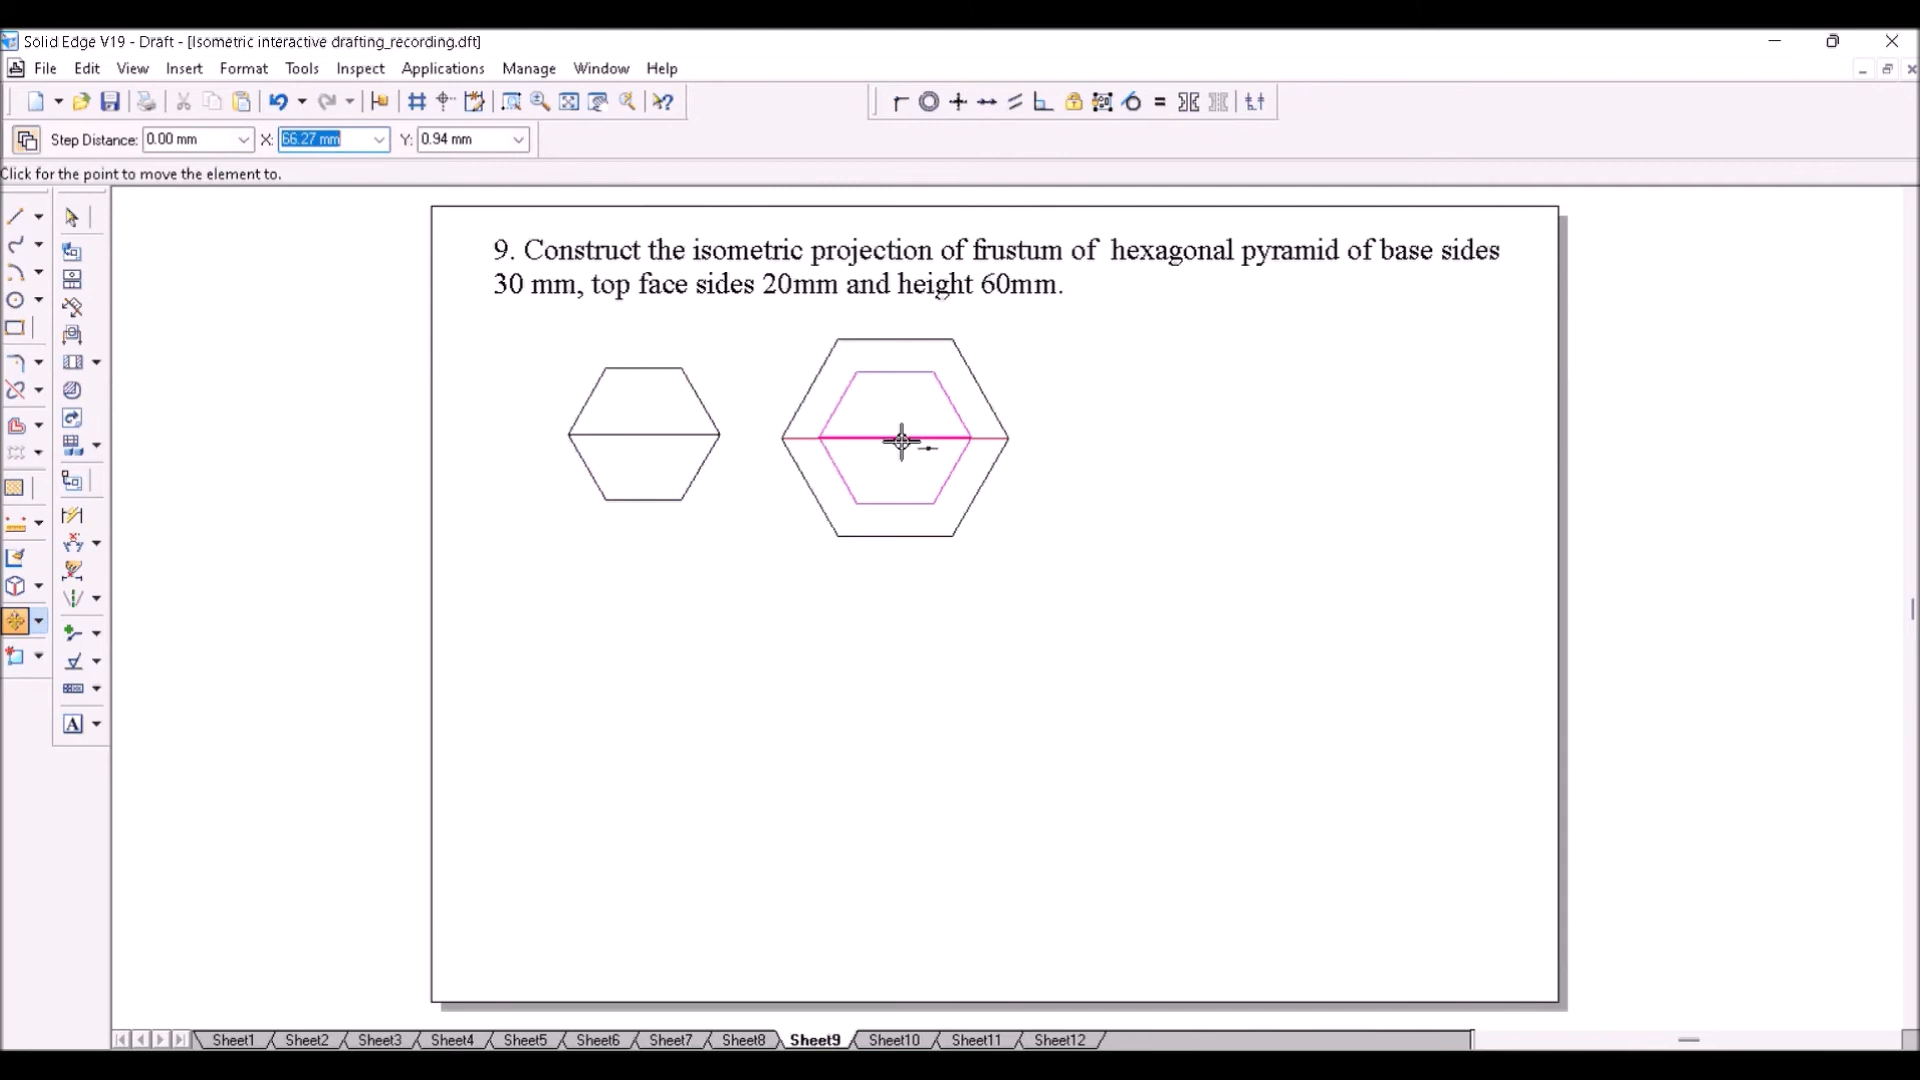 Solid Edge V19 - Draft - [Isometric interactive drafting_recording.dft]
File Edit View Insert Format Tools Inspect Applications Manage Window Help
Step Distance: 0.00 mm X: 66.27 mm Y: 0.94 mm
Click for the point to move the element to.
9. Construct the isometric projection of frustum of hexagonal pyramid of base sides
30 mm, top face sides 20mm and height 60mm.
A
Sheet1 Sheet2 Sheet3 Sheet4 Sheet5 Sheet6 Sheet7 Sheet8 Sheet9 Sheet10 Sheet11 Sheet12